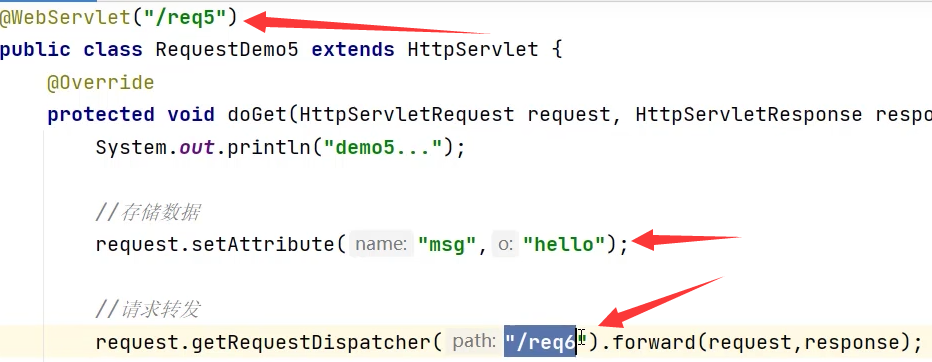 @WebServlet("/req5")
public class RequestDemo5 extends HttpServlet {
@Override
protected void doGet(HttpServletRequest request, HttpServletResponse respo
System.out.println("demo5...");
//存储数据
request.setAttribute( name: "msg", o: "hello");
//请求转发
request.getRequestDispatcher( path: "/req6").forward(request,response);